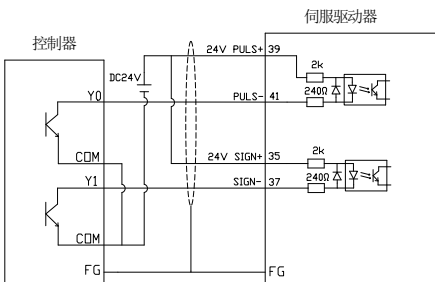 伺服驱动器
控制器
24V PULS+ 39
DC24V
2k
Y0
PULS- 41
240Ω
COM
24V SIGN+ 35
2k
Y1
SIGN- 37
240Ω
COM
FG
FG